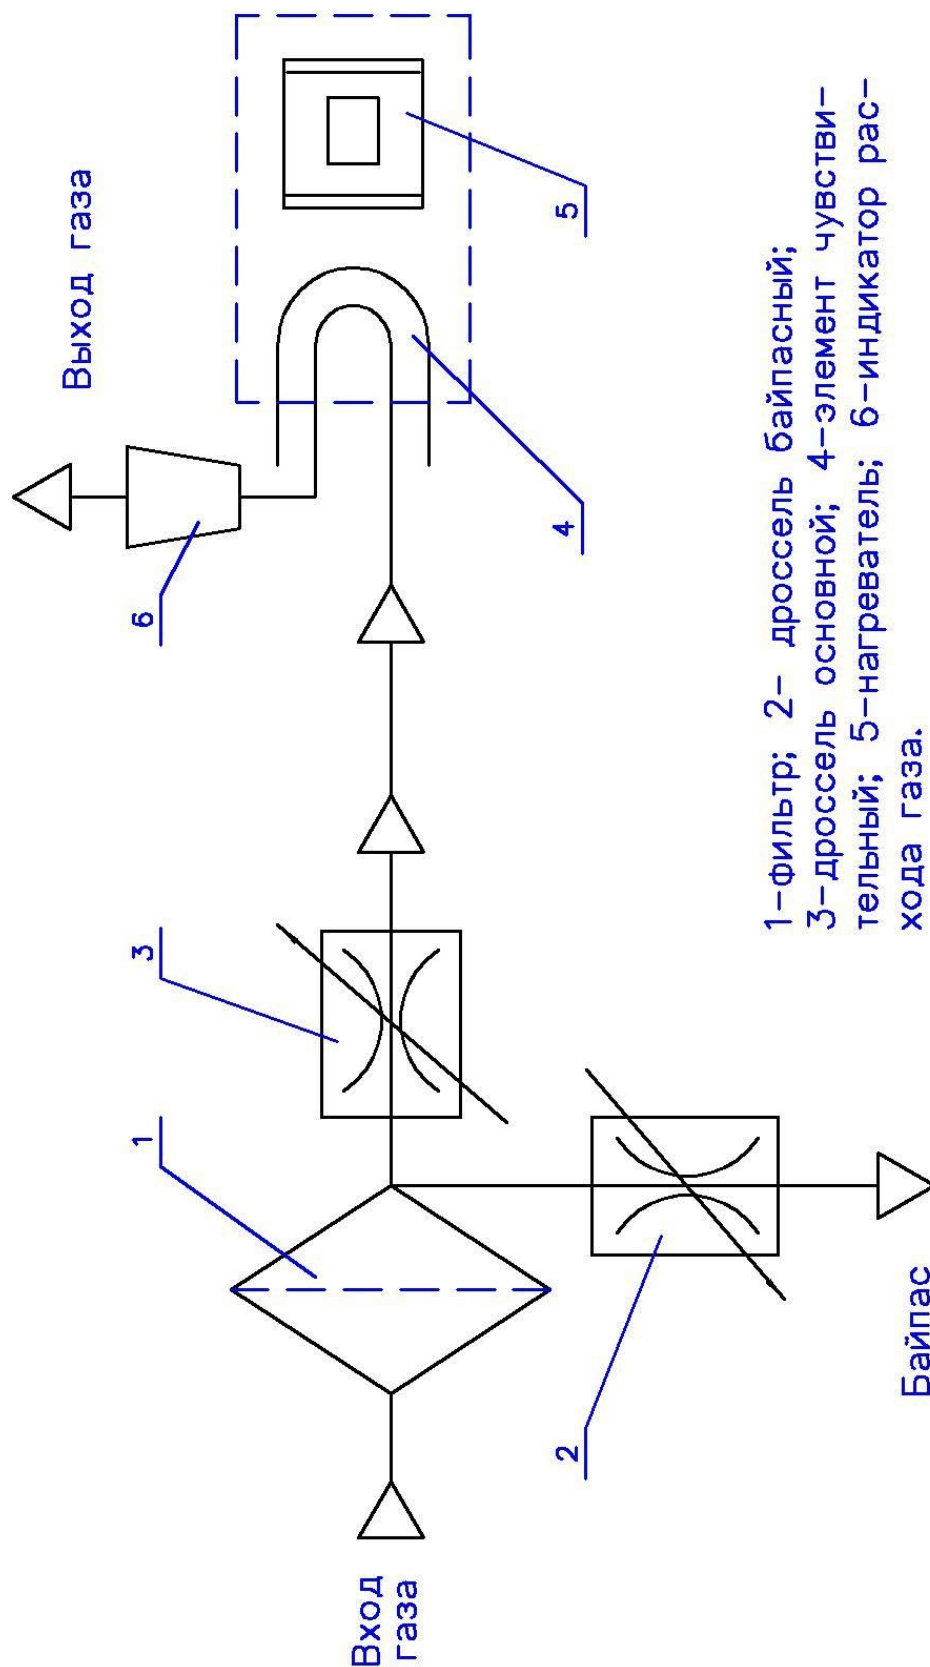 Выход газа
6
3
1
5
4
Вход
газа
2
Байпас
1-фильтр; 2- дроссель байпасный;
3-дроссель основной; 4-элемент чувстви-
тельный; 5-нагреватель; 6-индикатор рас-
хода газа.